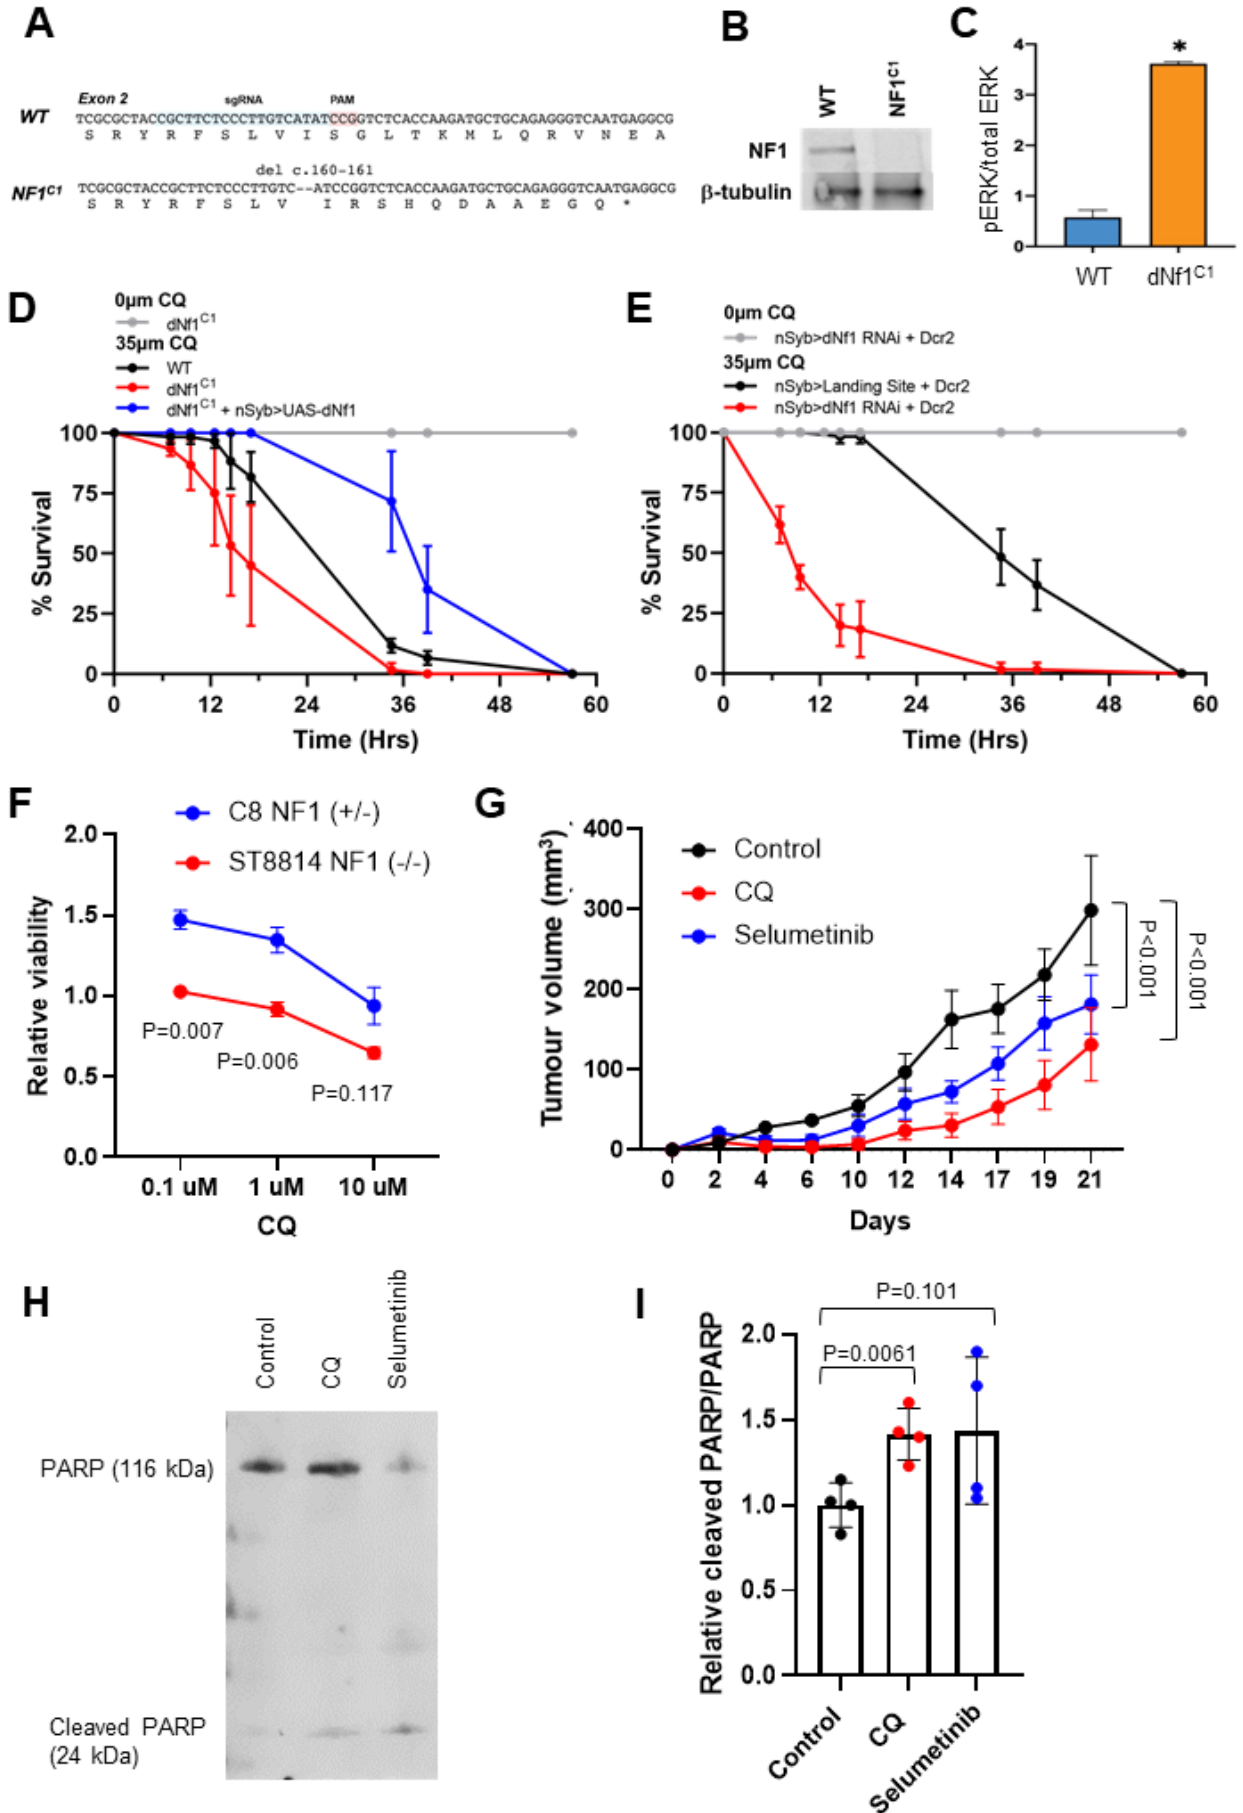 A
Exon 2 sgRNA PAM
WT TCGCGCTACCGCTTCTCCCTTGTCATATCCGGTCTCACCAAGATGCTGCAGAGGGTCAATGAGGCG
S R Y R F S L V I S G L T K M L Q R V N E A
del c.160-161
NF1C1 TCGCGCTACCGCTTCTCCCTTGTC--ATCCGGTCTCACCAAGATGCTGCAGAGGGTCAATGAGGCG
S R Y R F S L V I R S H Q D A A E G Q *
B
WT NF1C1
NF1
β-tubulin
C
pERK/total ERK
4
3
2
1
0
*
WT dNf1C1
D
0µm CQ
dNf1C1
35µm CQ
WT
dNf1C1
dNf1C1 + nSyb>UAS-dNf1
% Survival
100
75
50
25
0
0 12 24 36 48 60
Time (Hrs)
E
0µm CQ
nSyb>dNf1 RNAi + Dcr2
35µm CQ
nSyb>Landing Site + Dcr2
nSyb>dNf1 RNAi + Dcr2
% Survival
100
75
50
25
0
0 12 24 36 48 60
Time (Hrs)
F
C8 NF1 (+/-)
ST8814 NF1 (-/-)
Relative viability
2.0
1.5
1.0
0.5
0.0
P=0.007
P=0.006
P=0.117
0.1 uM 1 uM 10 uM
CQ
G
Control
CQ
Selumetinib
Tumour volume (mm3)
400
300
200
100
0
P<0.001
P<0.001
0 2 4 6 10 12 14 17 19 21
Days
H
Control CQ Selumetinib
PARP (116 kDa)
Cleaved PARP
(24 kDa)
I
P=0.101
P=0.0061
Relative cleaved PARP/PARP
2.0
1.5
1.0
0.5
0.0
Control CQ Selumetinib